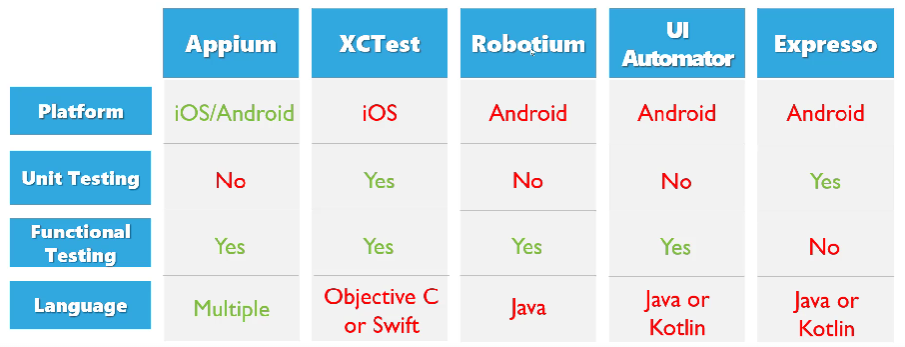 Appium XCTest Robotium UI Automator Expresso
Platform iOS/Android iOS Android Android Android
Unit Testing No Yes No No Yes
Functional Testing Yes Yes Yes Yes No
Language Multiple Objective C or Swift Java Java or Kotlin Java or Kotlin